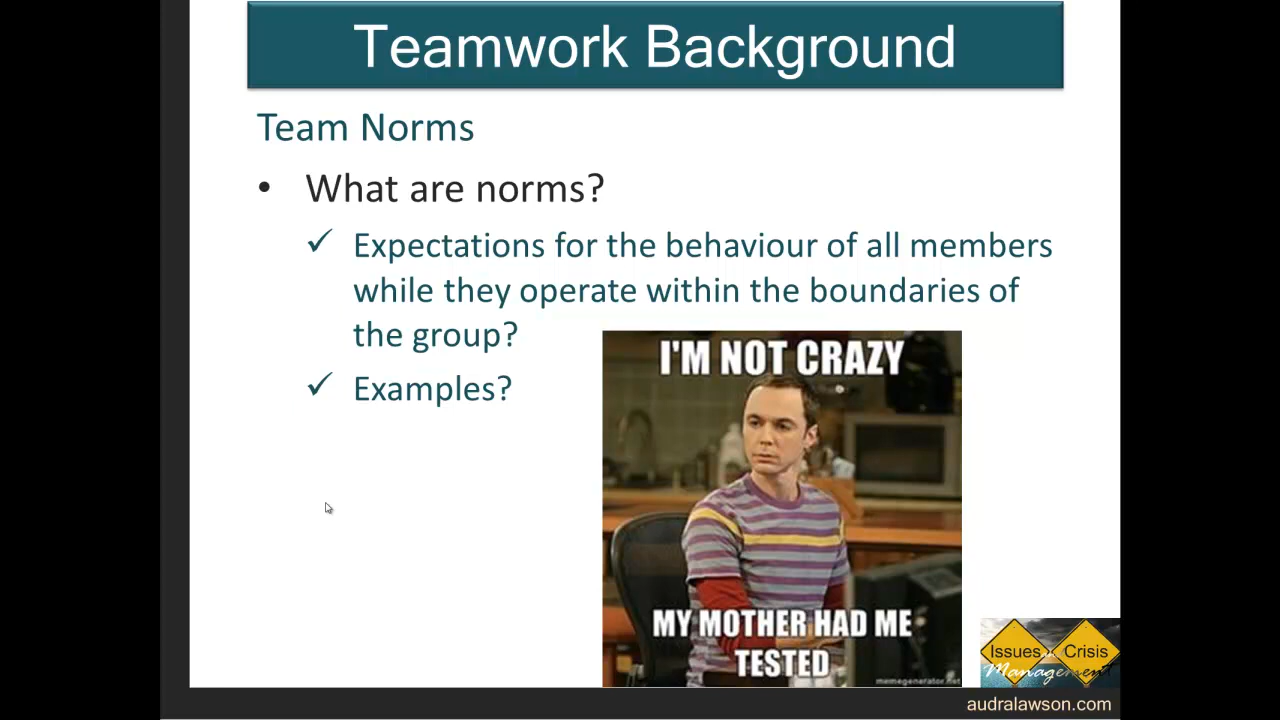 Teamwork Background
Team Norms
• What are norms?
✓ Expectations for the behaviour of all members
while they operate within the boundaries of
the group?
✓ Examples?
I'M NOT CRAZY
MY MOTHER HAD ME
TESTED
memegenerator.net
Issues Crisis
Management
audralawson.com